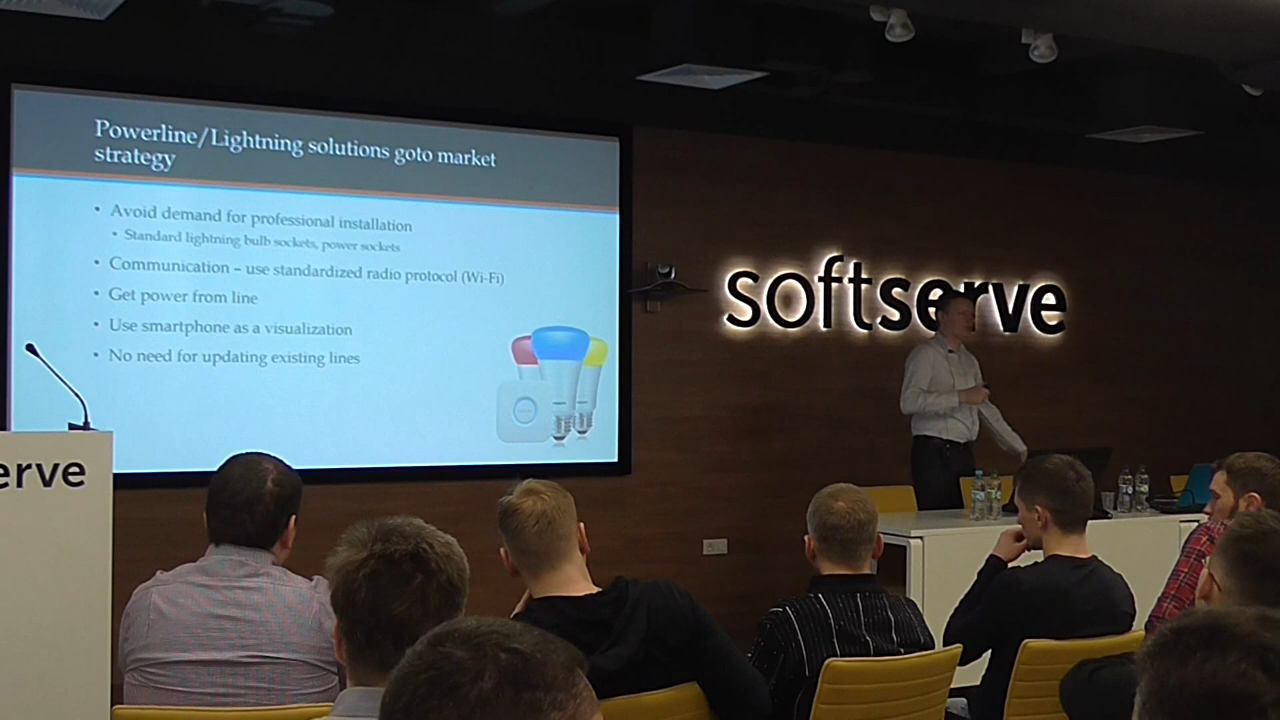 Powerline/Lightning solutions goto market
strategy
• Avoid demand for professional installation
• Standard lightning bulb sockets, power sockets
• Communication – use standardized radio protocol (Wi-Fi)
• Get power from line
• Use smartphone as a visualization
• No need for updating existing lines
softserve
erve